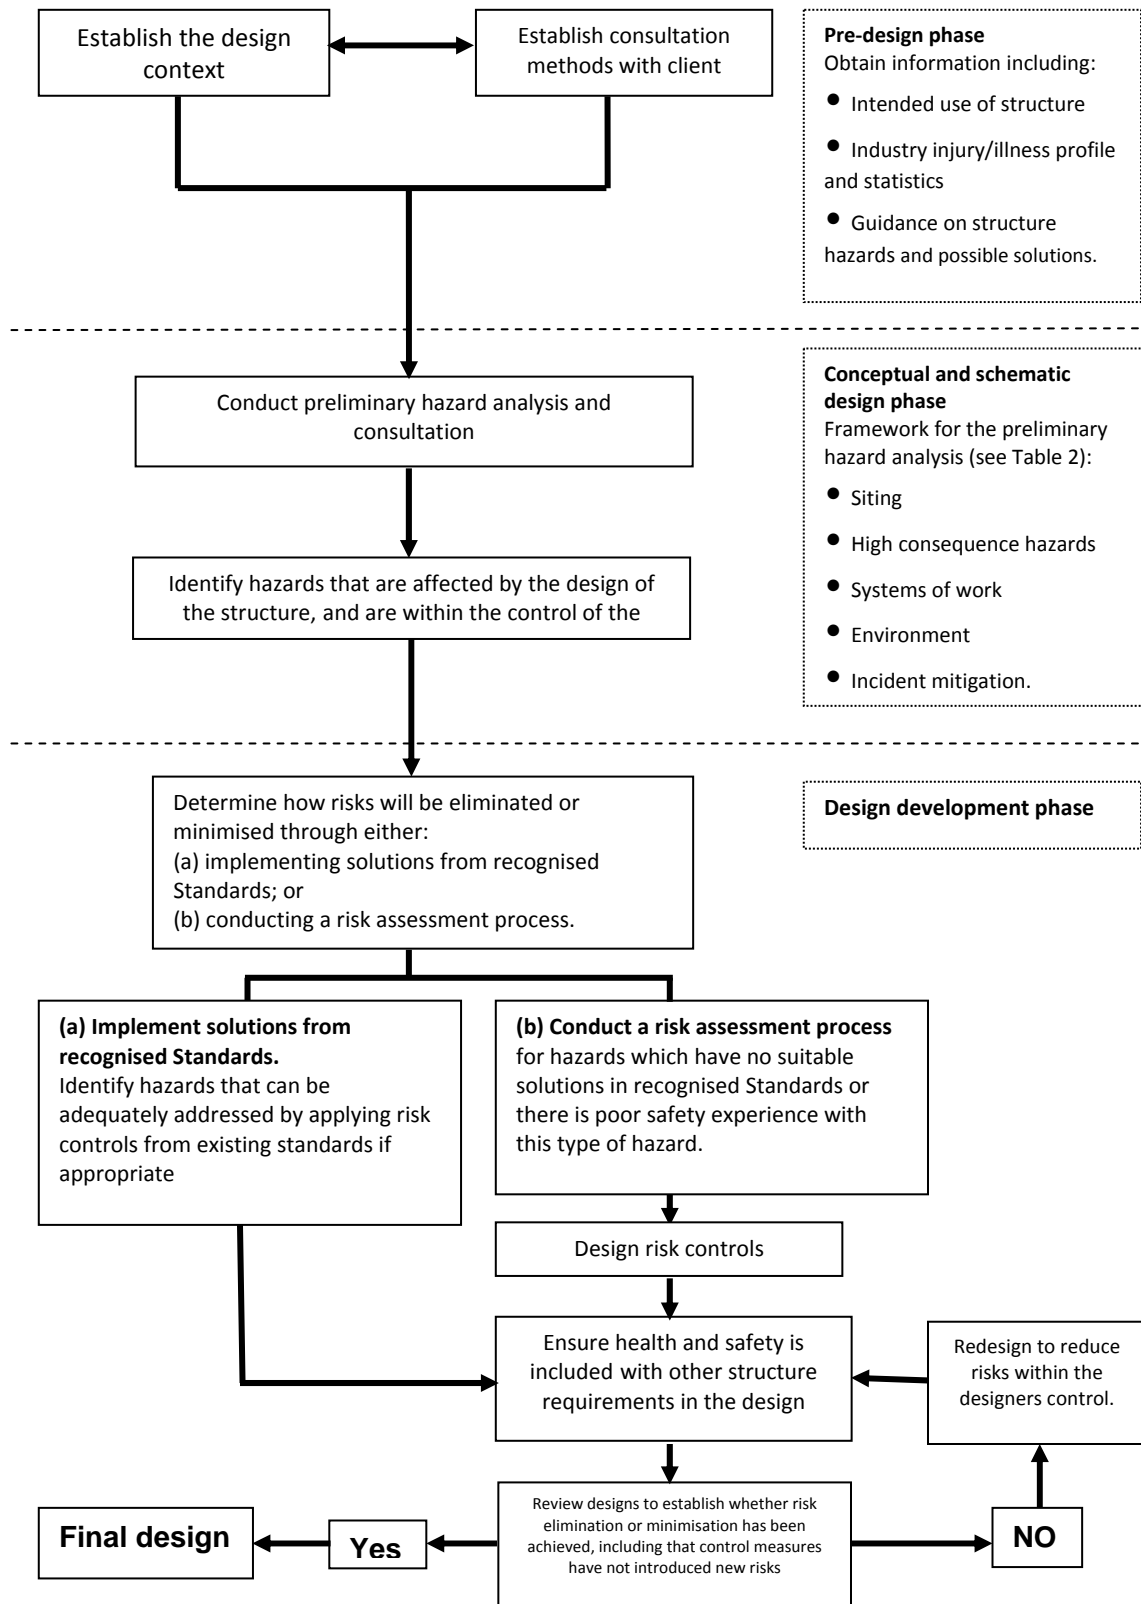 Establish the design
context
Establish consultation
methods with client
Pre-design phase
Obtain information including:
● Intended use of structure
● Industry injury/illness profile
and statistics
● Guidance on structure
hazards and possible solutions.
Conduct preliminary hazard analysis and
consultation
Conceptual and schematic
design phase
Framework for the preliminary
hazard analysis (see Table 2):
● Siting
● High consequence hazards
● Systems of work
● Environment
● Incident mitigation.
Identify hazards that are affected by the design of
the structure, and are within the control of the
Determine how risks will be eliminated or
minimised through either:
(a) implementing solutions from recognised
Standards; or
(b) conducting a risk assessment process.
Design development phase
(a) Implement solutions from
recognised Standards.
Identify hazards that can be
adequately addressed by applying risk
controls from existing standards if
appropriate
(b) Conduct a risk assessment process
for hazards which have no suitable
solutions in recognised Standards or
there is poor safety experience with
this type of hazard.
Design risk controls
Ensure health and safety is
included with other structure
requirements in the design
Redesign to reduce
risks within the
designers control.
Review designs to establish whether risk
elimination or minimisation has been
achieved, including that control measures
have not introduced new risks
Final design
Yes
NO